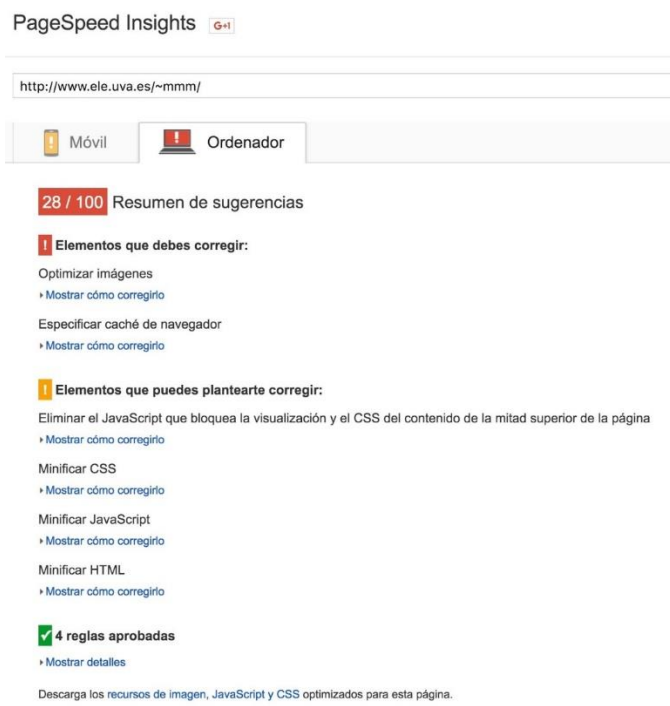 PageSpeed Insights G+1
http://www.ele.uva.es/~mmm/
Móvil Ordenador
28 / 100 Resumen de sugerencias
! Elementos que debes corregir:
Optimizar imágenes
Mostrar cómo corregirlo
Especificar caché de navegador
Mostrar cómo corregirlo
! Elementos que puedes plantearte corregir:
Eliminar el JavaScript que bloquea la visualización y el CSS del contenido de la mitad superior de la página
Mostrar cómo corregirlo
Minificar CSS
Mostrar cómo corregirlo
Minificar JavaScript
Mostrar cómo corregirlo
Minificar HTML
Mostrar cómo corregirlo
4 reglas aprobadas
Mostrar detalles
Descarga los recursos de imagen, JavaScript y CSS optimizados para esta página.